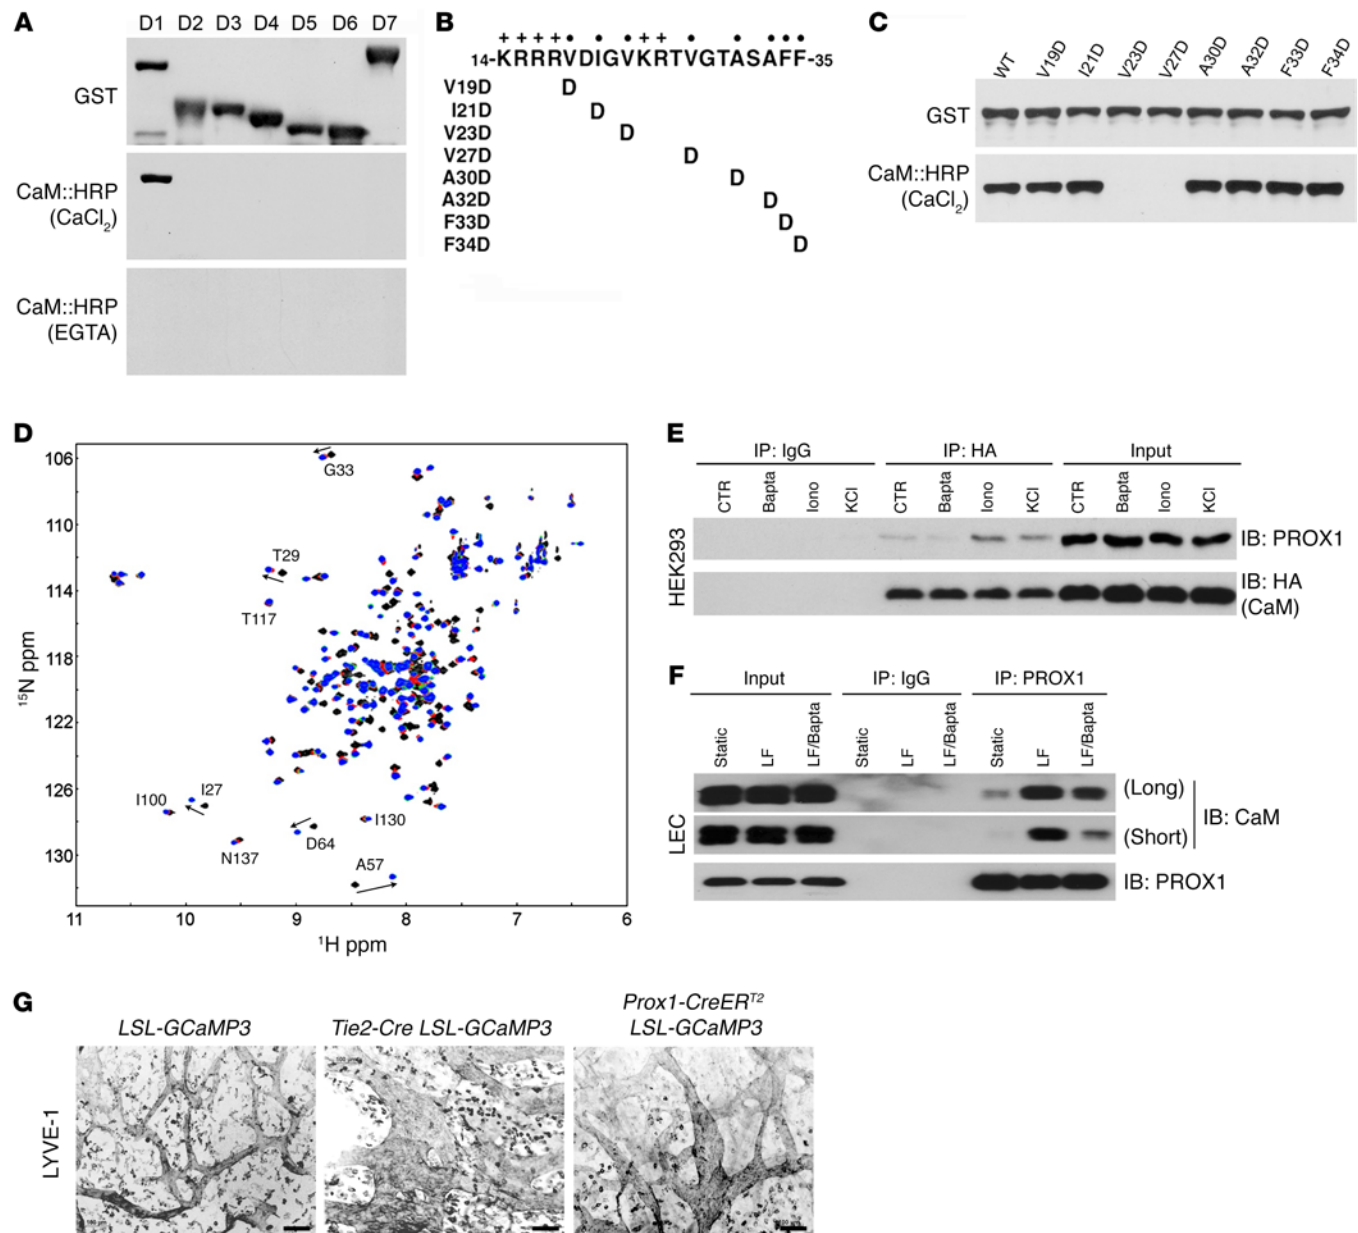 A
D1 D2 D3 D4 D5 D6 D7
GST
CaM::HRP
(CaCl2)
CaM::HRP
(EGTA)
B
++++• • • ++ • • •••
14-KRRRVDIGVKRTVGTASAFF-35
V19D D
I21D D
V23D D
V27D D
A30D D
A32D D
F33D D
F34D D
C
WT V19D I21D V23D V27D A30D A32D F33D F34D
GST
CaM::HRP
(CaCl2)
D
106
110
114
118
122
126
130
15N ppm
11 10 9 8 7 6
1H ppm
G33
T29
T117
I100
I27
N137
D64
I130
A57
E
IP: IgG IP: HA Input
CTR Bapta Iono KCl CTR Bapta Iono KCl CTR Bapta Iono KCl
HEK293
IB: PROX1
IB: HA
(CaM)
F
Input IP: IgG IP: PROX1
Static LF LF/Bapta Static LF LF/Bapta Static LF LF/Bapta
LEC
(Long)
(Short)
IB: CaM
IB: PROX1
G
LSL-GCaMP3
Tie2-Cre LSL-GCaMP3
Prox1-CreERT2
LSL-GCaMP3
LYVE-1